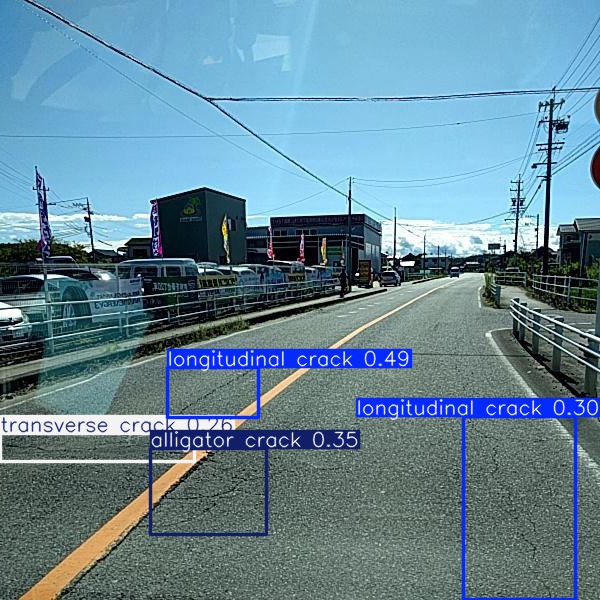 longitudinal crack 0.49
longitudinal crack 0.30
transverse crack 0.26
alligator crack 0.35